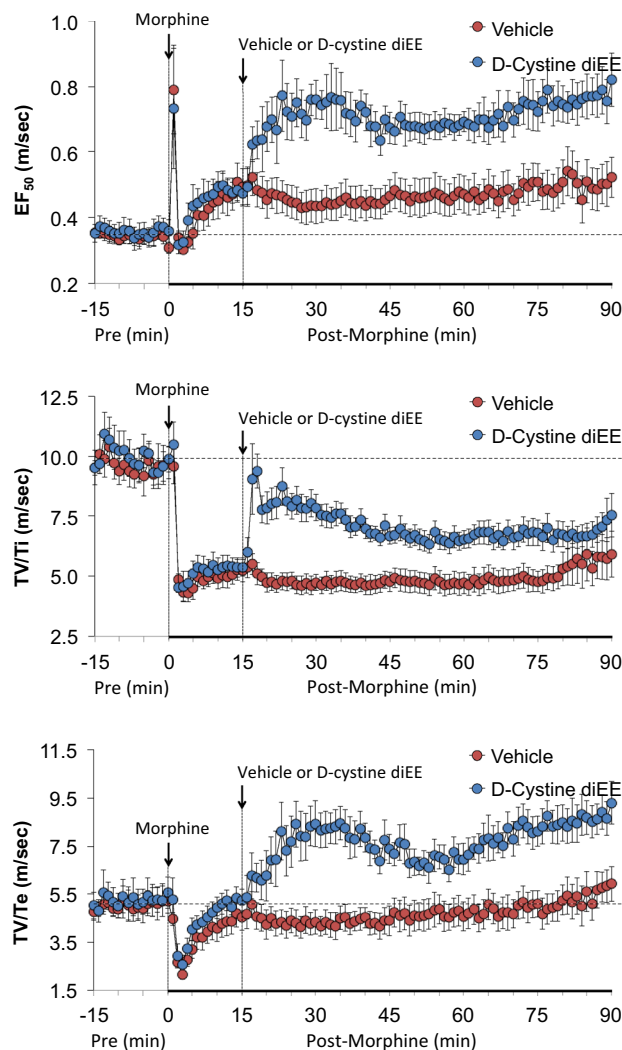 Morphine
Vehicle or D-cystine diEE
Vehicle
D-Cystine diEE
EF50 (m/sec)
1.0
0.8
0.6
0.4
0.2
-15 0 15 30 45 60 75 90
Pre (min) Post-Morphine (min)
Morphine
Vehicle or D-cystine diEE
Vehicle
D-Cystine diEE
TV/Ti (m/sec)
12.5
10.0
7.5
5.0
2.5
-15 0 15 30 45 60 75 90
Pre (min) Post-Morphine (min)
Vehicle or D-cystine diEE
Morphine
Vehicle
D-Cystine diEE
TV/Te (m/sec)
11.5
9.5
7.5
5.5
3.5
1.5
-15 0 15 30 45 60 75 90
Pre (min) Post-Morphine (min)